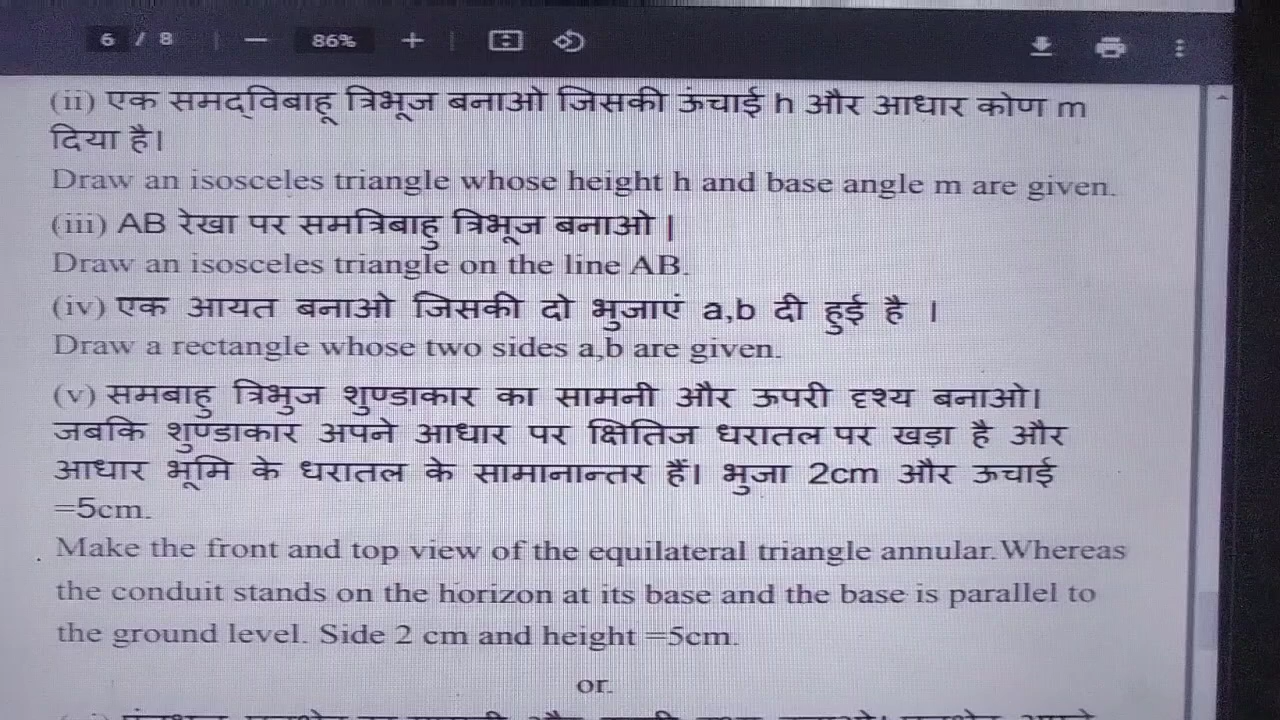 6 / 8
86%
(ii) एक समद्विबाहू त्रिभूज बनाओ जिसकी ऊंचाई h और आधार कोण m
दिया है।
Draw an isosceles triangle whose height h and base angle m are given.
(iii) AB रेखा पर समत्रिबाहु त्रिभूज बनाओ |
Draw an isosceles triangle on the line AB.
(iv) एक आयत बनाओ जिसकी दो भुजाएं a,b दी हुई है ।
Draw a rectangle whose two sides a,b are given.
(v) समबाहु त्रिभुज शुण्डाकार का सामनी और ऊपरी दृश्य बनाओ।
जबकि शुण्डाकार अपने आधार पर क्षितिज धरातल पर खड़ा है और
आधार भूमि के धरातल के सामानान्तर हैं। भुजा 2cm और ऊचाई
=5cm.
Make the front and top view of the equilateral triangle annular. Whereas
the conduit stands on the horizon at its base and the base is parallel to
the ground level. Side 2 cm and height =5cm.
or.